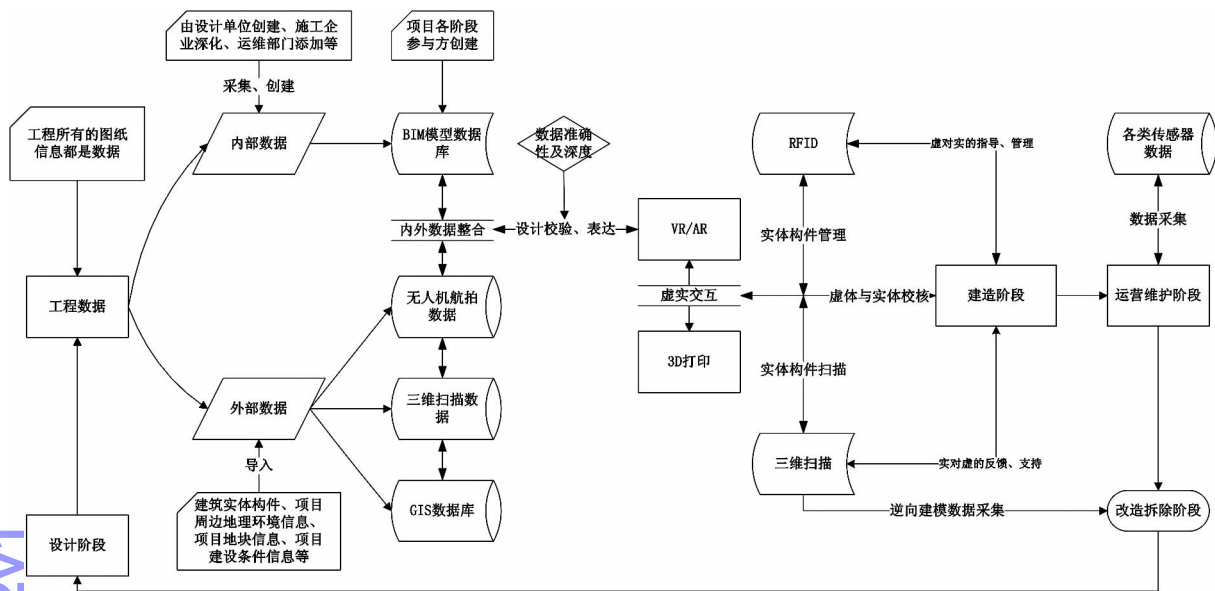 由设计单位创建、施工企
业深化、运维部门添加等
项目各阶段
参与方创建
采集、创建
工程所有的图纸
信息都是数据
内部数据
BIM模型数据
库
数据准确
性及深度
RFID
虚对实的指导、管理
各类传感器
数据
内外数据整合
设计校验、表达
VR/AR
实体构件管理
数据采集
工程数据
无人机航拍
数据
虚实交互
虚体与实体校核
建造阶段
运营维护阶段
3D打印
实体构件扫描
外部数据
三维扫描数
据
导入
三维扫描
实对虚的反馈、支持
建筑实体构件、项目
周边地理环境信息、
项目地块信息、项目
建设条件信息等
GIS数据库
逆向建模数据采集
改造拆除阶段
设计阶段